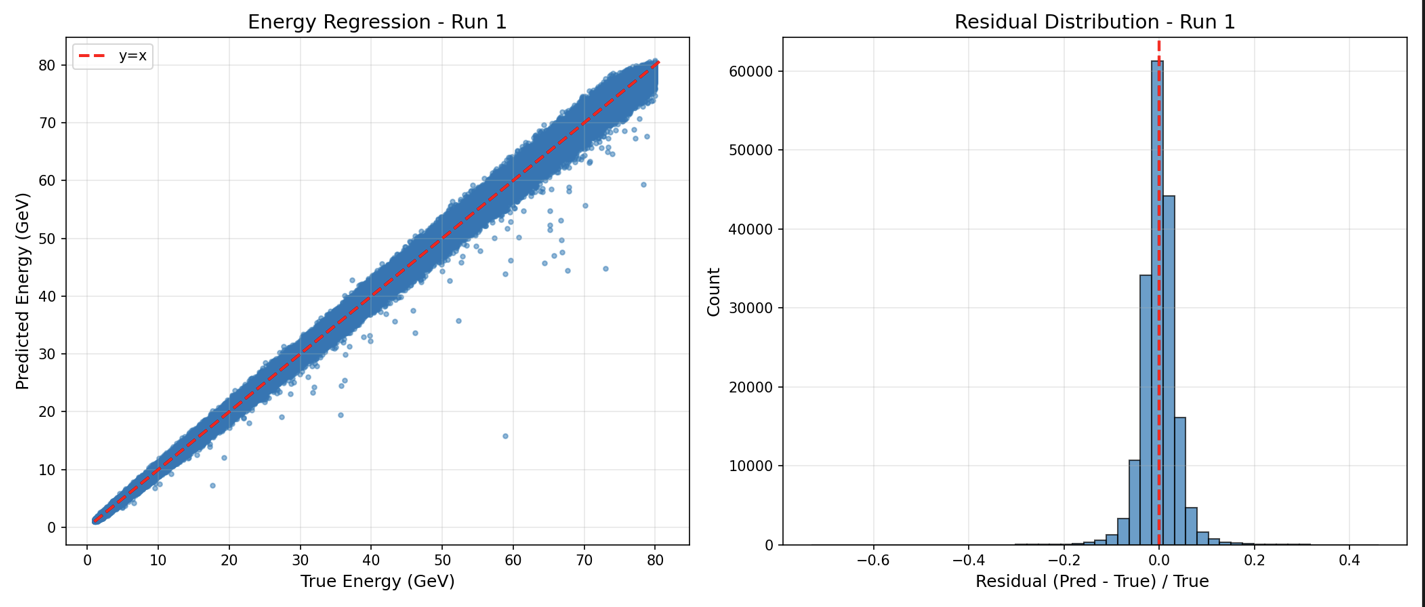 Energy Regression - Run 1
y=x
80
70
60
50
40
30
20
10
0
Predicted Energy (GeV)
0 10 20 30 40 50 60 70 80
True Energy (GeV)
Residual Distribution - Run 1
60000
50000
40000
30000
20000
10000
0
Count
−0.6 −0.4 −0.2 0.0 0.2 0.4
Residual (Pred - True) / True